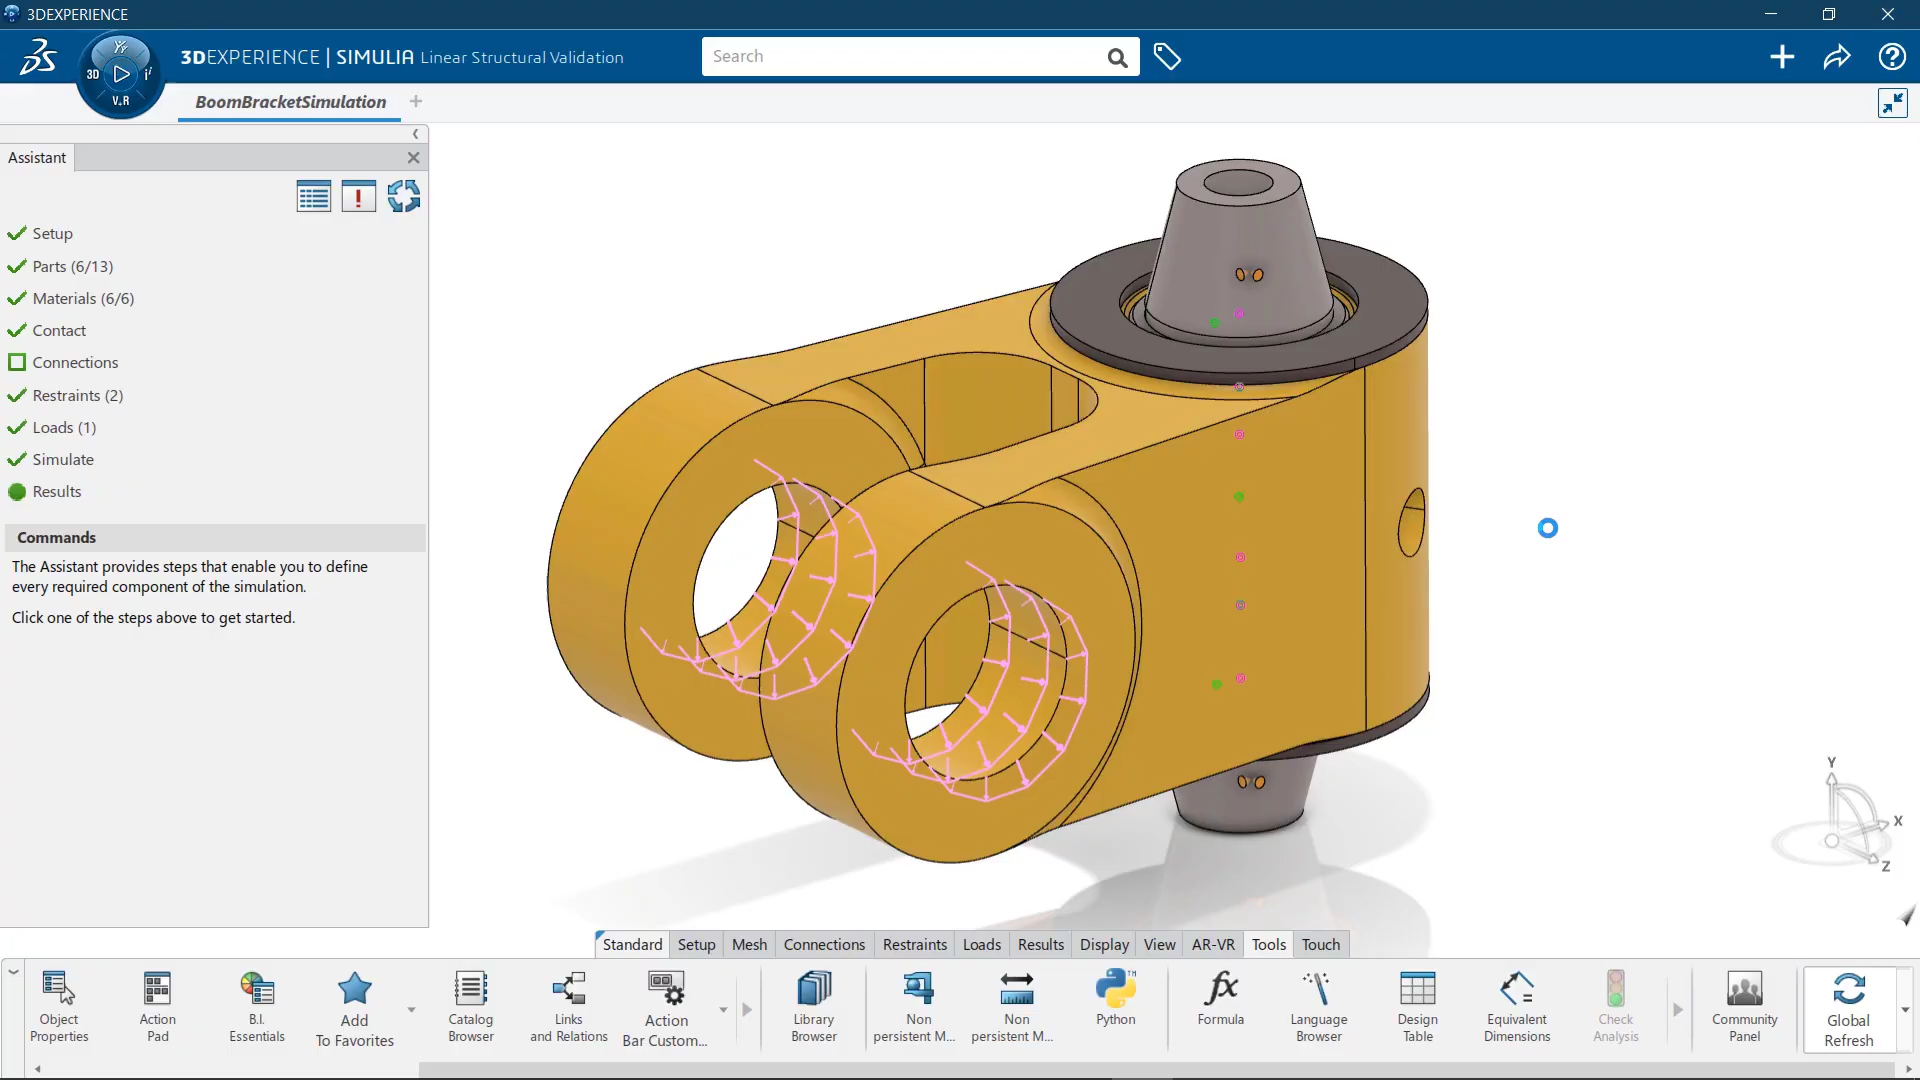 3DEXPERIENCE
3D
V.R
3DEXPERIENCE | SIMULIA Linear Structural Validation
Search
BoomBracketSimulation
Assistant
Setup
Parts (6/13)
Materials (6/6)
Contact
Connections
Restraints (2)
Loads (1)
Simulate
Results
Commands
The Assistant provides steps that enable you to define
every required component of the simulation.
Click one of the steps above to get started.
Y
X
Z
Standard Setup Mesh Connections Restraints Loads Results Display View AR-VR Tools Touch
Object
Properties
Action
Pad
B.I.
Essentials
Add
To Favorites
Catalog
Browser
Links
and Relations
Action
Bar Custom...
Library
Browser
Non
persistent M...
Non
persistent M...
Python
Formula
Language
Browser
Design
Table
Equivalent
Dimensions
Check
Analysis
Community
Panel
Global
Refresh